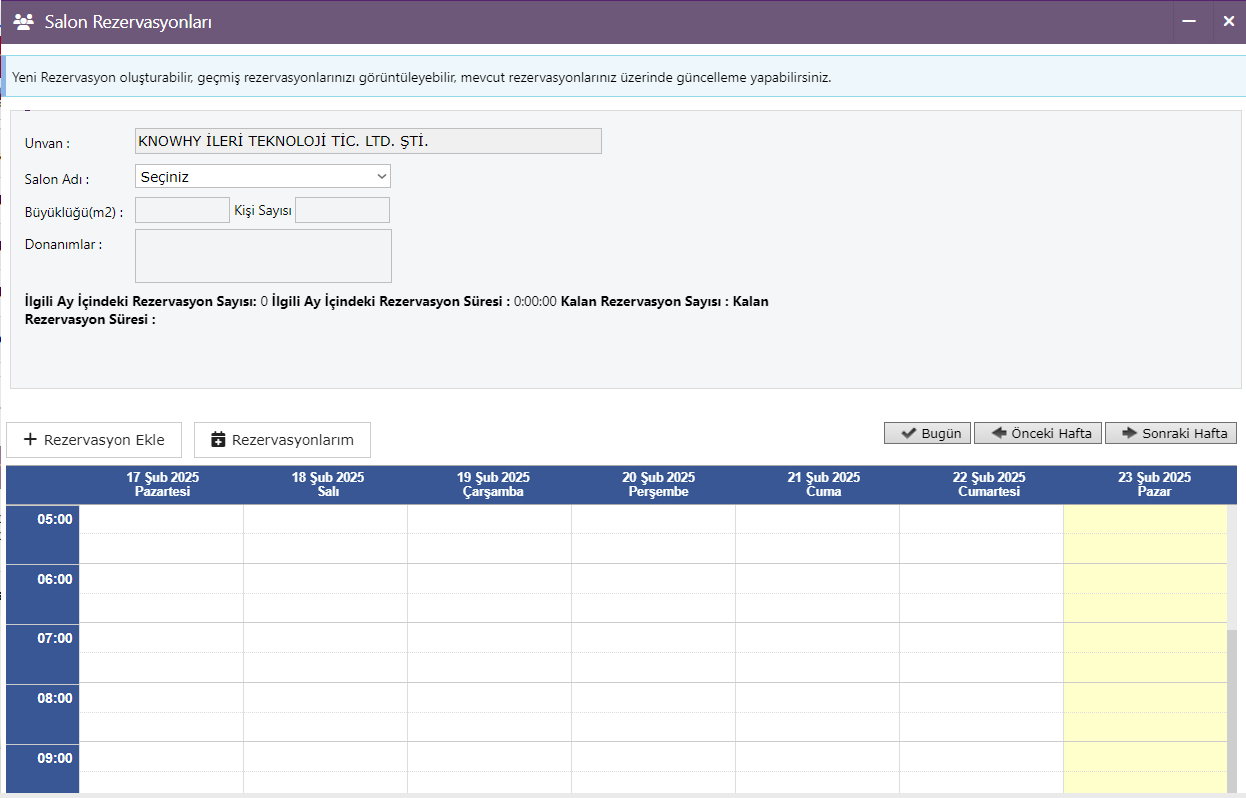 Salon Rezervasyonları
Yeni Rezervasyon oluşturabilir, geçmiş rezervasyonlarınızı görüntüleyebilir, mevcut rezervasyonlarınız üzerinde güncelleme yapabilirsiniz.
Unvan : KNOWHY İLERİ TEKNOLOJİ TİC. LTD. ŞTİ.
Salon Adı : Seçiniz
Büyüklüğü(m2) : Kişi Sayısı
Donanımlar :
İlgili Ay İçindeki Rezervasyon Sayısı: 0 İlgili Ay İçindeki Rezervasyon Süresi : 0:00:00 Kalan Rezervasyon Sayısı : Kalan
Rezervasyon Süresi :
Rezervasyon Ekle Rezervasyonlarım Bugün Önceki Hafta Sonraki Hafta
17 Şub 2025 18 Şub 2025 19 Şub 2025 20 Şub 2025 21 Şub 2025 22 Şub 2025 23 Şub 2025
Pazartesi Salı Çarşamba Perşembe Cuma Cumartesi Pazar
05:00
06:00
07:00
08:00
09:00